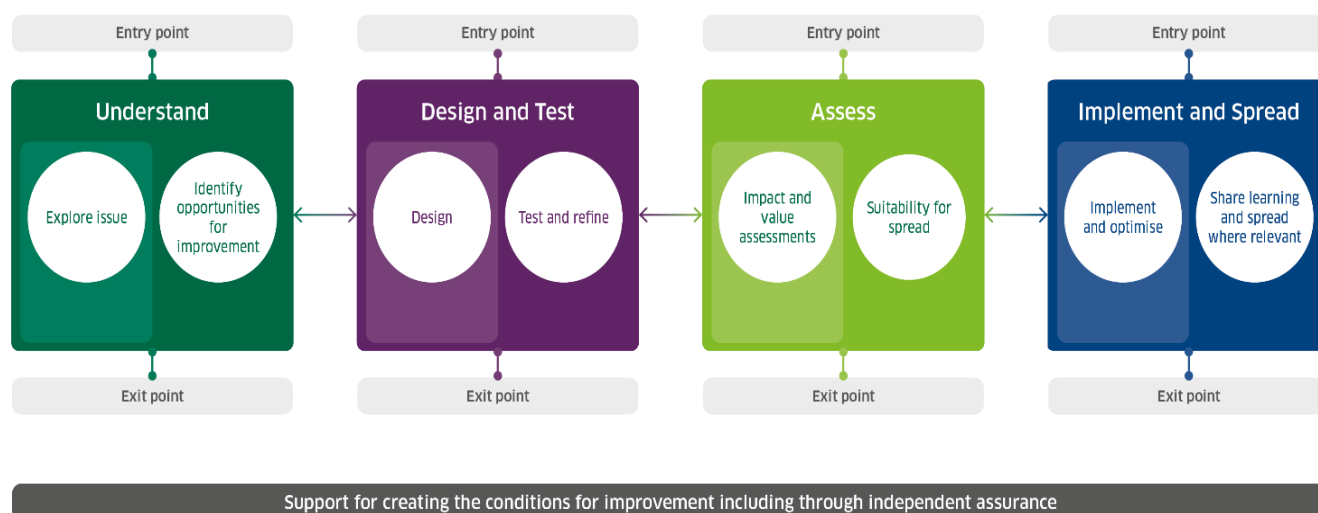 Entry point
Entry point
Entry point
Entry point
Understand
Design and Test
Assess
Implement and Spread
Explore issue
Identify
opportunities
for
improvement
Design
Test and refine
Impact and
value
assessments
Suitability for
spread
Implement
and optimise
Share learning
and spread
where relevant
Exit point
Exit point
Exit point
Exit point
Support for creating the conditions for improvement including through independent assurance